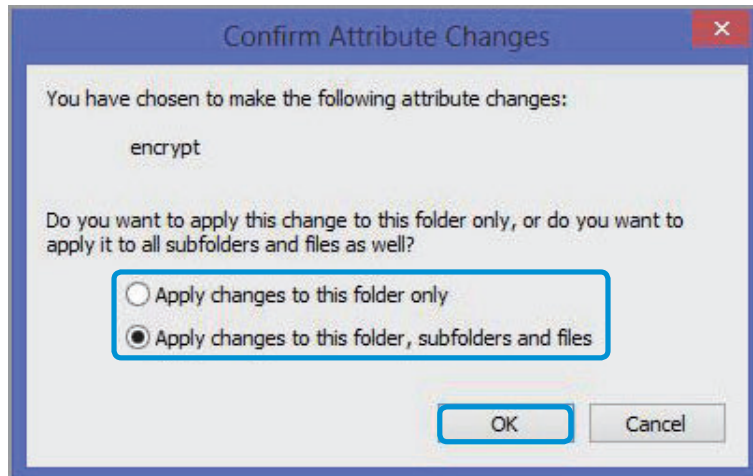 Confirm Attribute Changes
You have chosen to make the following attribute changes:
encrypt
Do you want to apply this change to this folder only, or do you want to
apply it to all subfolders and files as well?
Apply changes to this folder only
Apply changes to this folder, subfolders and files
OK Cancel